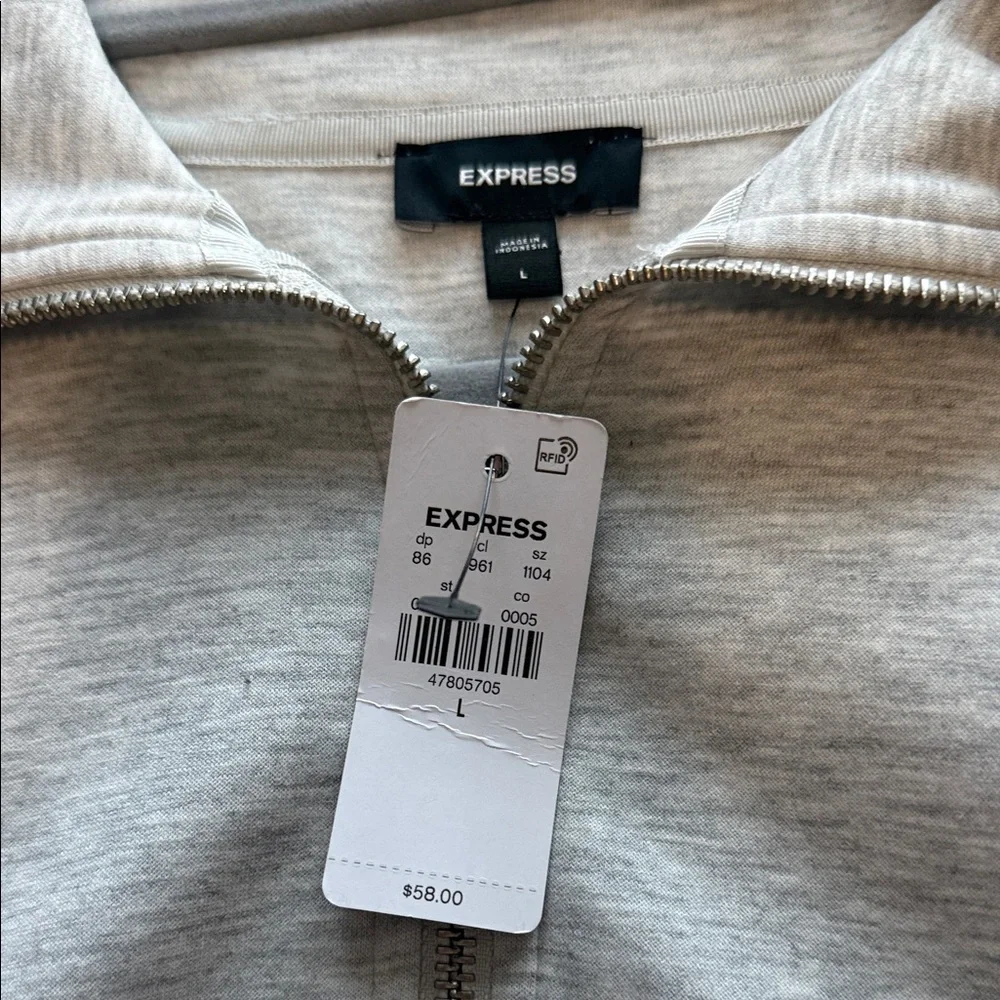 EXPRESS
MADE IN
INDONESIA
L
RFID
EXPRESS
dp cl sz
86 961 1104
st co
0005
47805705
L
$58.00